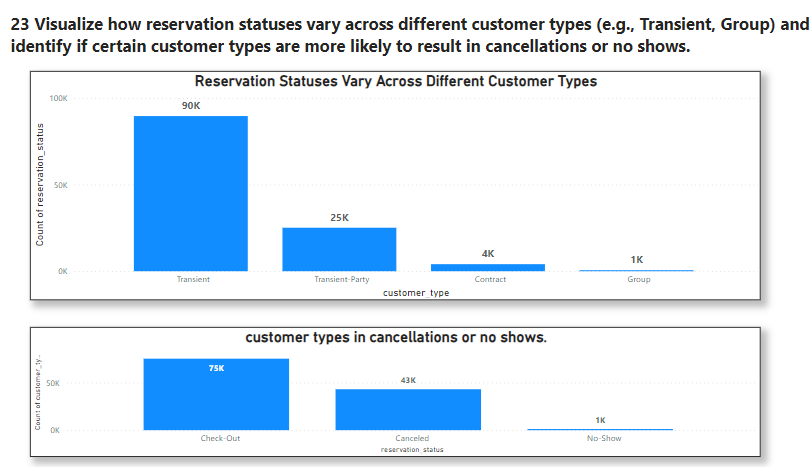 23 Visualize how reservation statuses vary across different customer types (e.g., Transient, Group) and
identify if certain customer types are more likely to result in cancellations or no shows.
Reservation Statuses Vary Across Different Customer Types
100K
50K
0K
Count of reservation_status
90K
25K
4K
1K
Transient
Transient-Party
Contract
Group
customer_type
customer types in cancellations or no shows.
50K
0K
Count of customer_ty...
75K
43K
1K
Check-Out
Canceled
No-Show
reservation_status